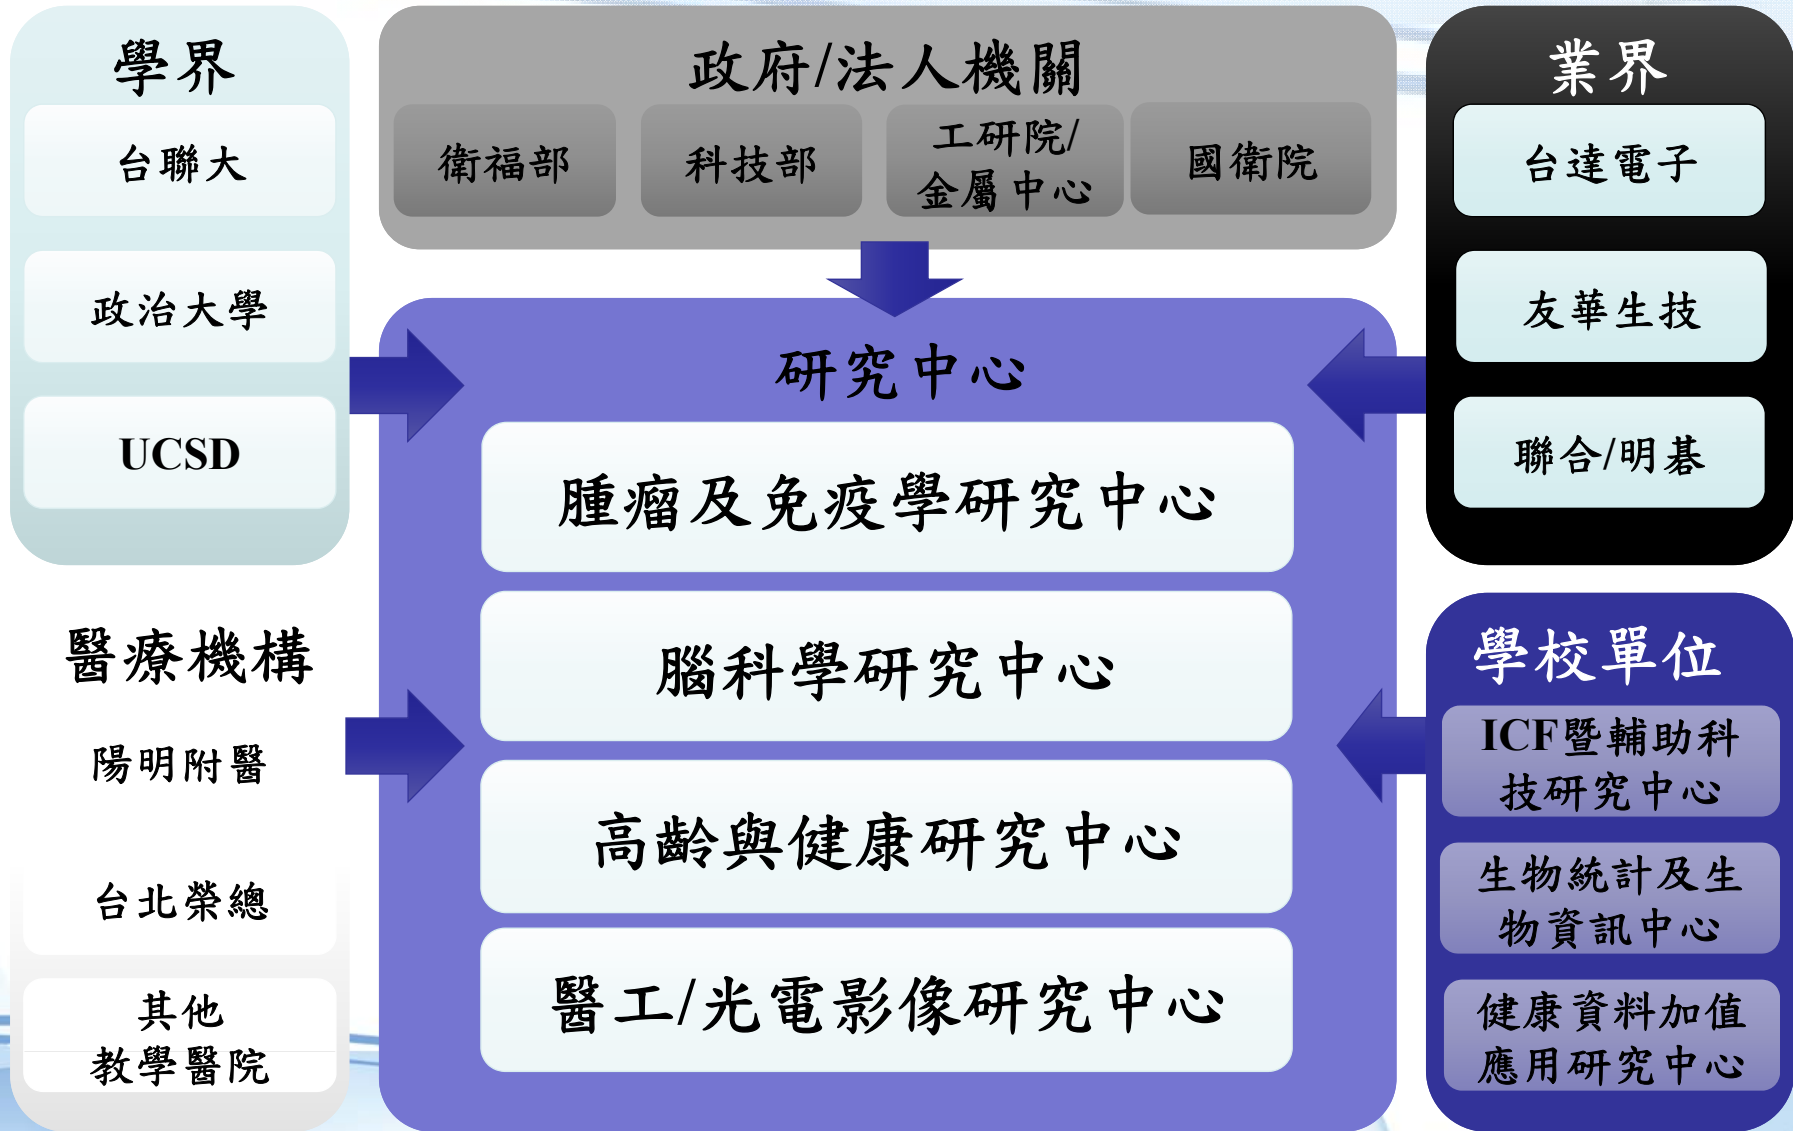 學界
台聯大
政治大學
UCSD
政府/法人機關
衛福部
科技部
工研院/
金屬中心
國衛院
業界
台達電子
友華生技
聯合/明基
研究中心
腫瘤及免疫學研究中心
腦科學研究中心
高齡與健康研究中心
醫工/光電影像研究中心
醫療機構
陽明附醫
台北榮總
其他
教學醫院
學校單位
ICF暨輔助科
技研究中心
生物統計及生
物資訊中心
健康資料加值
應用研究中心